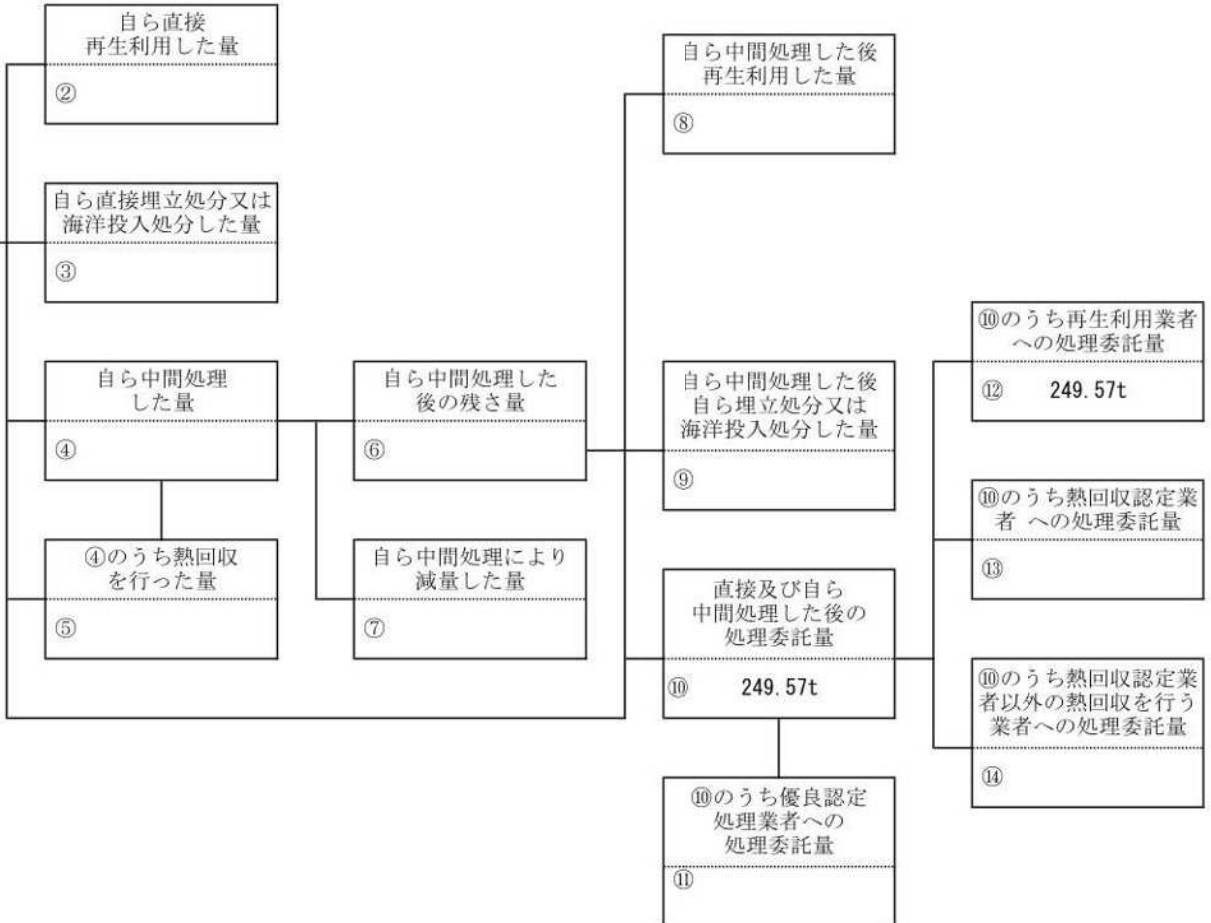 自ら直接
再生利用した量
②
自ら直接埋立処分又は
海洋投入処分した量
③
自ら中間処理
した量
④
④のうち熱回収
を行った量
⑤
自ら中間処理した
後の残さ量
⑥
自ら中間処理により
減量した量
⑦
自ら中間処理した後
再生利用した量
⑧
自ら中間処理した後
自ら埋立処分又は
海洋投入処分した量
⑨
直接及び自ら
中間処理した後の
処理委託量
⑩ 249.57t
⑩のうち優良認定
処理業者への
処理委託量
⑪
⑩のうち再生利用業者
への処理委託量
⑫ 249.57t
⑩のうち熱回収認定業
者 への処理委託量
⑬
⑩のうち熱回収認定業
者以外の熱回収を行う
業者への処理委託量
⑭